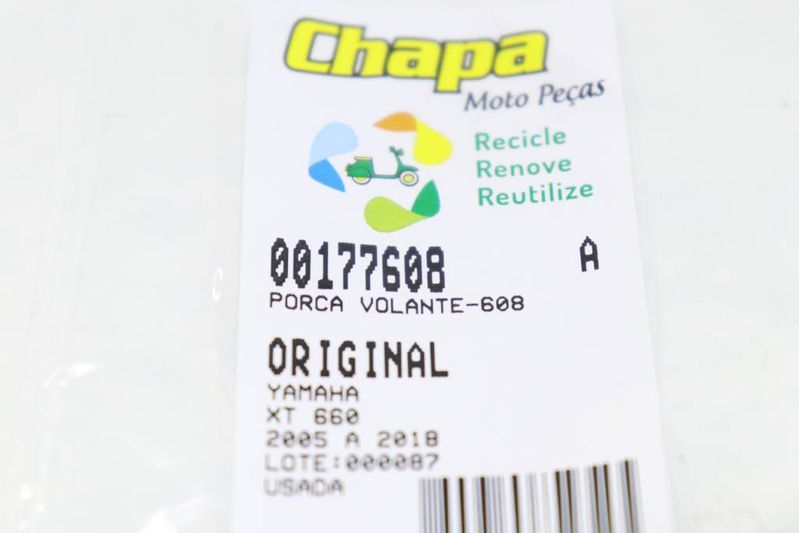 Chapa
Moto Peças
Recicle
Renove
Reutilize
00177608 A
PORCA VOLANTE-608
ORIGINAL
YAMAHA
XT 660
2005 A 2018
LOTE:000087
USADA